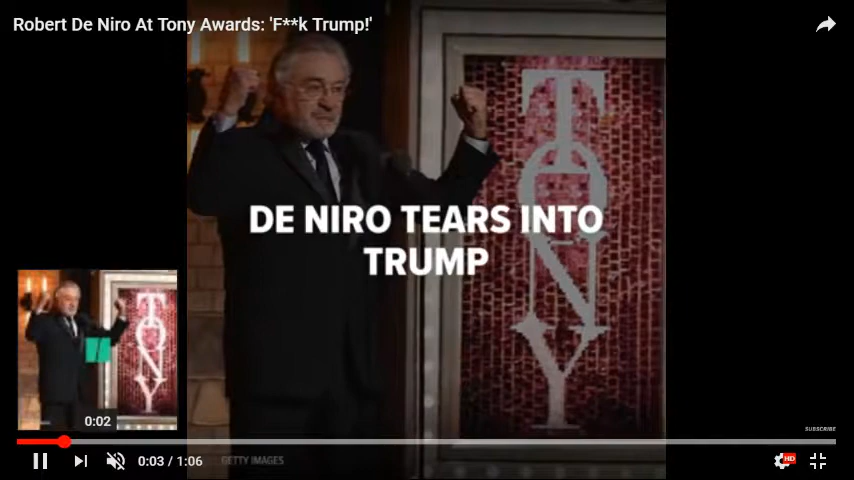 Robert De Niro At Tony Awards: 'F**k Trump!'
TONY
DE NIRO TEARS INTO
TRUMP
TONY
0:02
SUBSCRIBE
0:03 / 1:06
GETTY IMAGES
HD